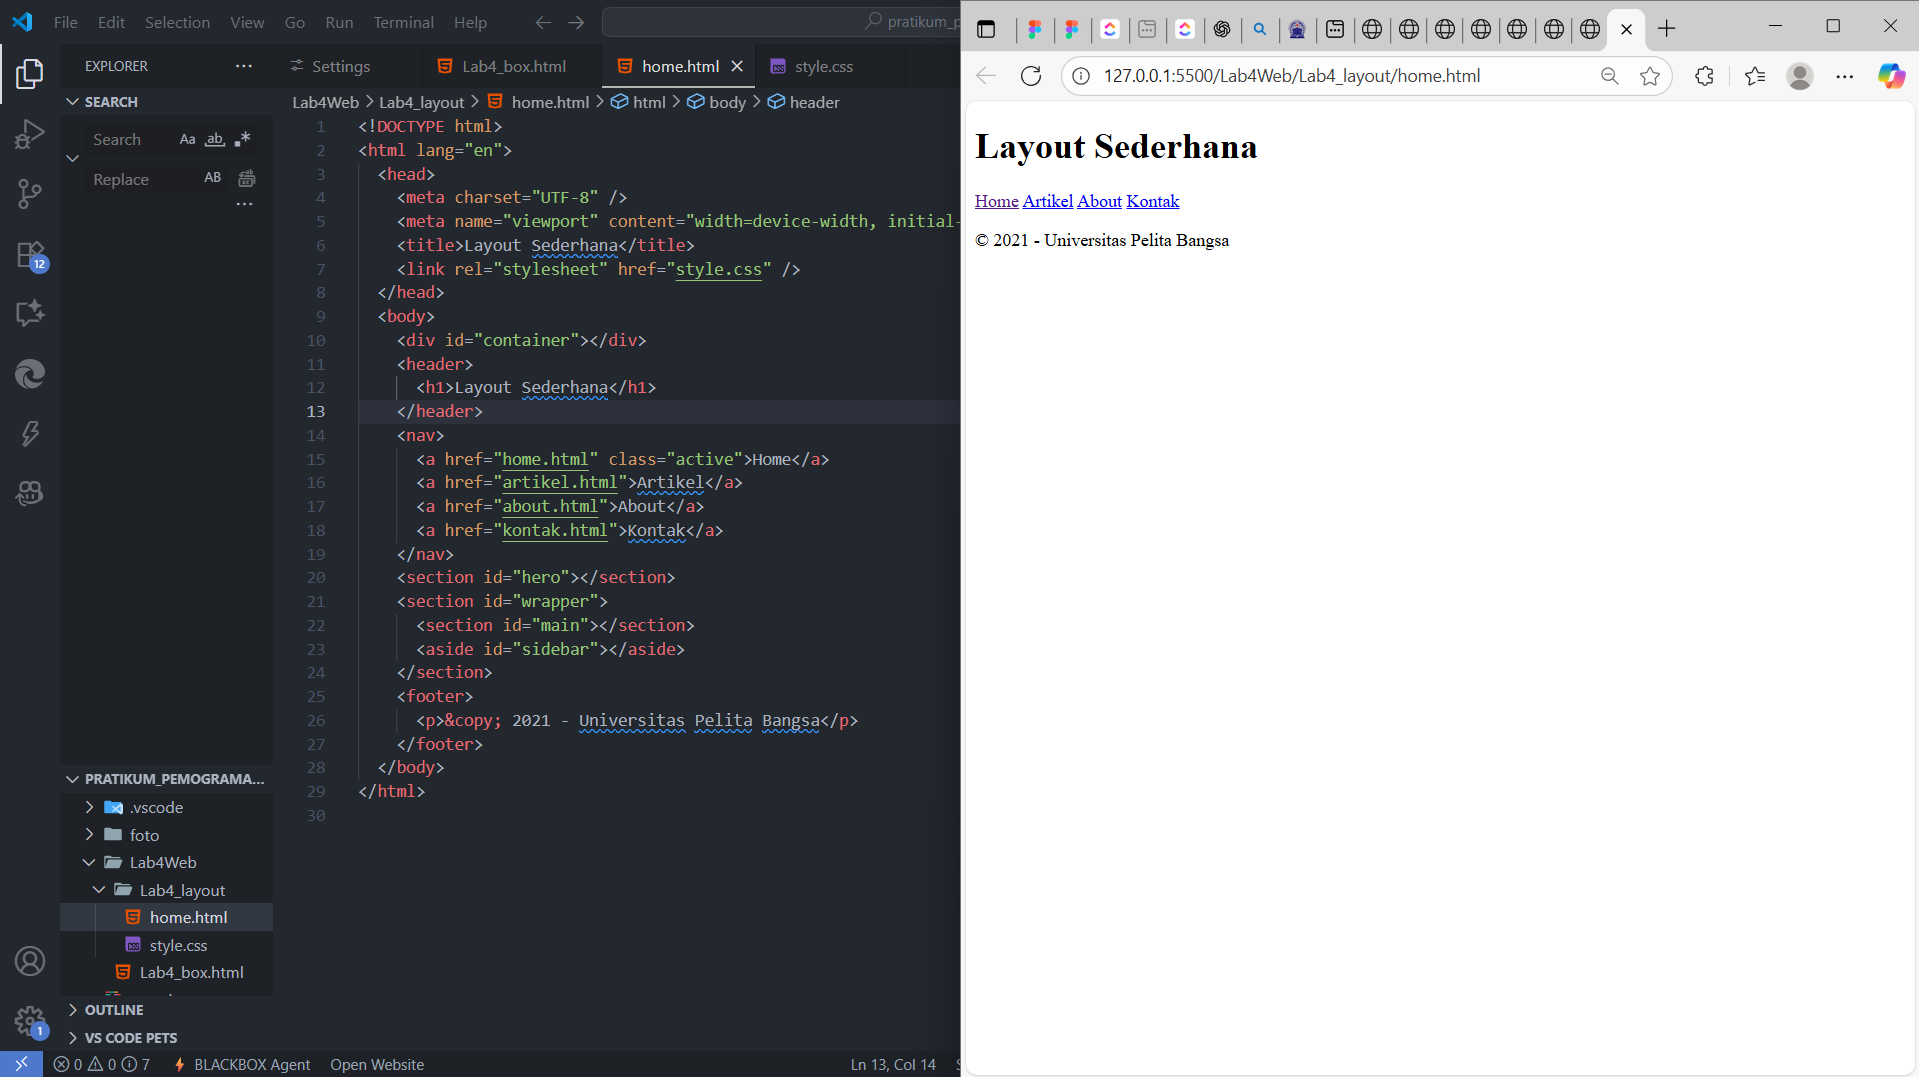 File Edit Selection View Go Run Terminal Help
pratikum_p
EXPLORER
Settings
Lab4_box.html
home.html
style.css
SEARCH
Search
Aa
ab
Replace
AB
Lab4Web > Lab4_layout > home.html > html > body > header
1 <!DOCTYPE html>
2 <html lang="en">
3 <head>
4 <meta charset="UTF-8" />
5 <meta name="viewport" content="width=device-width, initial-
6 <title>Layout Sederhana</title>
7 <link rel="stylesheet" href="style.css" />
8 </head>
9 <body>
10 <div id="container"></div>
11 <header>
12 <h1>Layout Sederhana</h1>
13 </header>
14 <nav>
15 <a href="home.html" class="active">Home</a>
16 <a href="artikel.html">Artikel</a>
17 <a href="about.html">About</a>
18 <a href="kontak.html">Kontak</a>
19 </nav>
20 <section id="hero"></section>
21 <section id="wrapper">
22 <section id="main"></section>
23 <aside id="sidebar"></aside>
24 </section>
25 <footer>
26 <p>&copy; 2021 - Universitas Pelita Bangsa</p>
27 </footer>
28 </body>
29 </html>
30
12
PRATIKUM_PEMOGRAMA...
.vscode
foto
Lab4Web
Lab4_layout
home.html
style.css
Lab4_box.html
OUTLINE
VS CODE PETS
1
0 0 7 BLACKBOX Agent Open Website
Ln 13, Col 14
127.0.0.1:5500/Lab4Web/Lab4_layout/home.html
Layout Sederhana
Home Artikel About Kontak
© 2021 - Universitas Pelita Bangsa